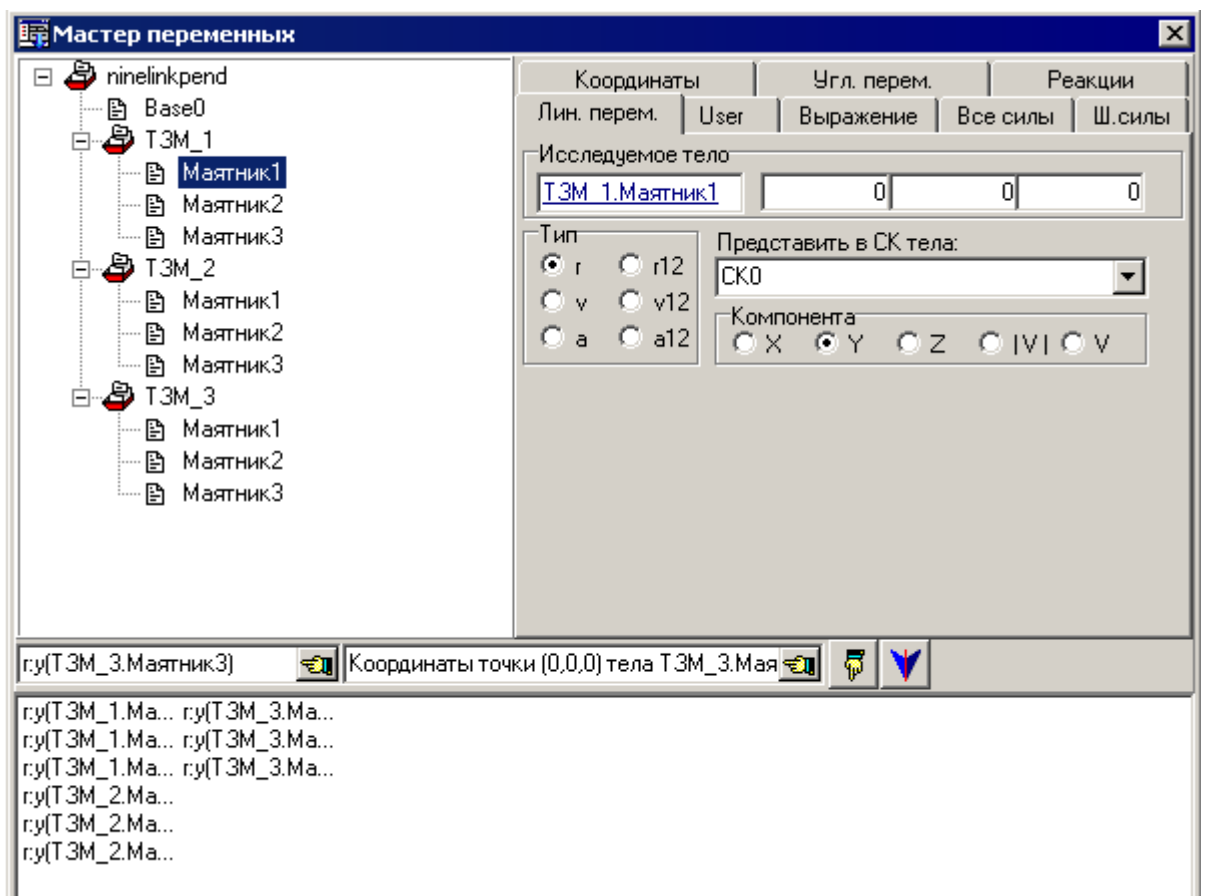 Мастер переменных
ninelinkpend
Base0
ТЗМ_1
Маятник1
Маятник2
Маятник3
ТЗМ_2
Маятник1
Маятник2
Маятник3
ТЗМ_3
Маятник1
Маятник2
Маятник3
Координаты Угл. перем. Реакции
Лин. перем. User Выражение Все силы Ш.силы
Исследуемое тело
ТЗМ_1.Маятник1 0 0 0
Тип
r r12
v v12
a a12
Представить в СК тела:
СК0
Компонента
X Y Z |V| V
r:y(ТЗМ_3.Маятник3) Координаты точки (0,0,0) тела ТЗМ_3.Мая
r:y(ТЗМ_1.Ма... r:y(ТЗМ_3.Ма...
r:y(ТЗМ_1.Ма... r:y(ТЗМ_3.Ма...
r:y(ТЗМ_1.Ма... r:y(ТЗМ_3.Ма...
r:y(ТЗМ_2.Ма...
r:y(ТЗМ_2.Ма...
r:y(ТЗМ_2.Ма...